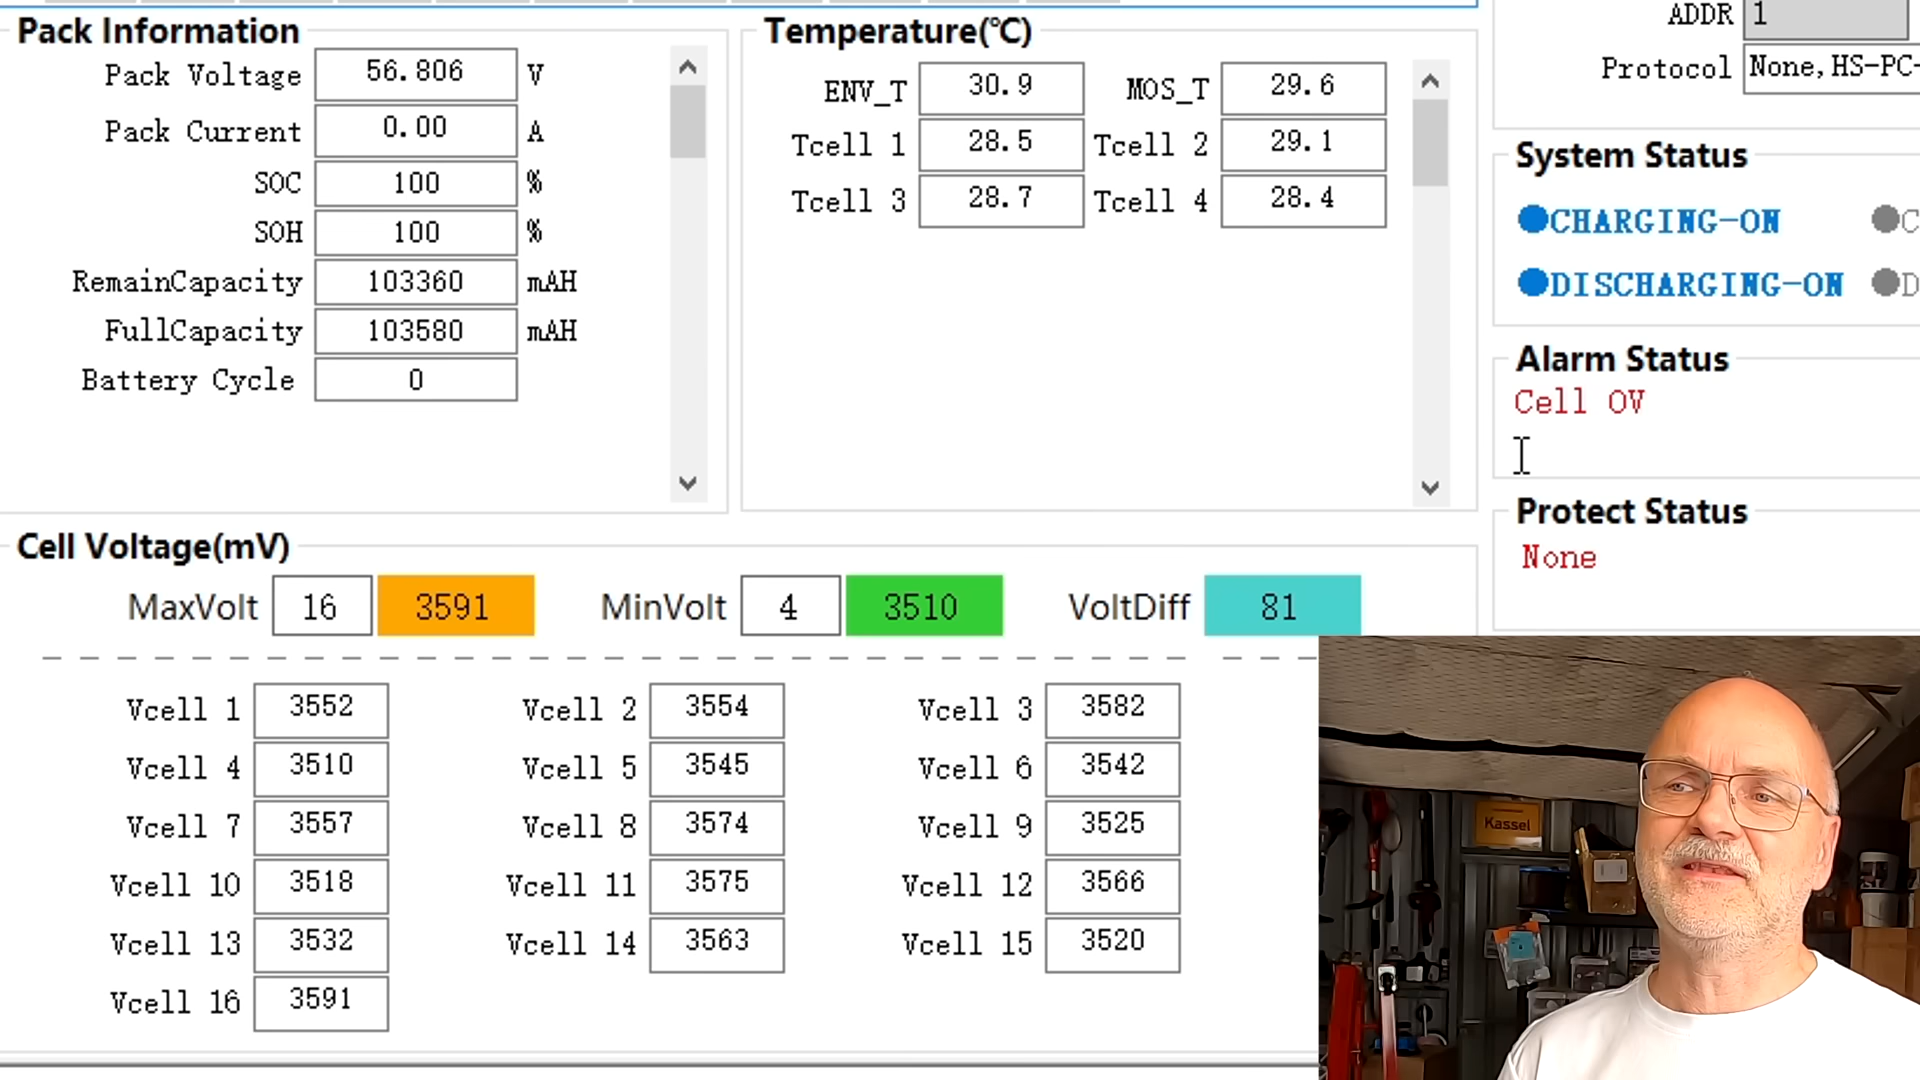 Pack Information
Pack Voltage 56.806 V
Pack Current 0.00 A
SOC 100 %
SOH 100 %
RemainCapacity 103360 mAH
FullCapacity 103580 mAH
Battery Cycle 0
Temperature(℃)
ENV_T 30.9 MOS_T 29.6
Tcell 1 28.5 Tcell 2 29.1
Tcell 3 28.7 Tcell 4 28.4
ADDR 1
Protocol None,HS-PC-
System Status
CHARGING-ON C
DISCHARGING-ON D
Alarm Status
Cell OV
Protect Status
None
Cell Voltage(mV)
MaxVolt 16 3591 MinVolt 4 3510 VoltDiff 81
Vcell 1 3552 Vcell 2 3554 Vcell 3 3582
Vcell 4 3510 Vcell 5 3545 Vcell 6 3542
Vcell 7 3557 Vcell 8 3574 Vcell 9 3525
Vcell 10 3518 Vcell 11 3575 Vcell 12 3566
Vcell 13 3532 Vcell 14 3563 Vcell 15 3520
Vcell 16 3591
Kassel